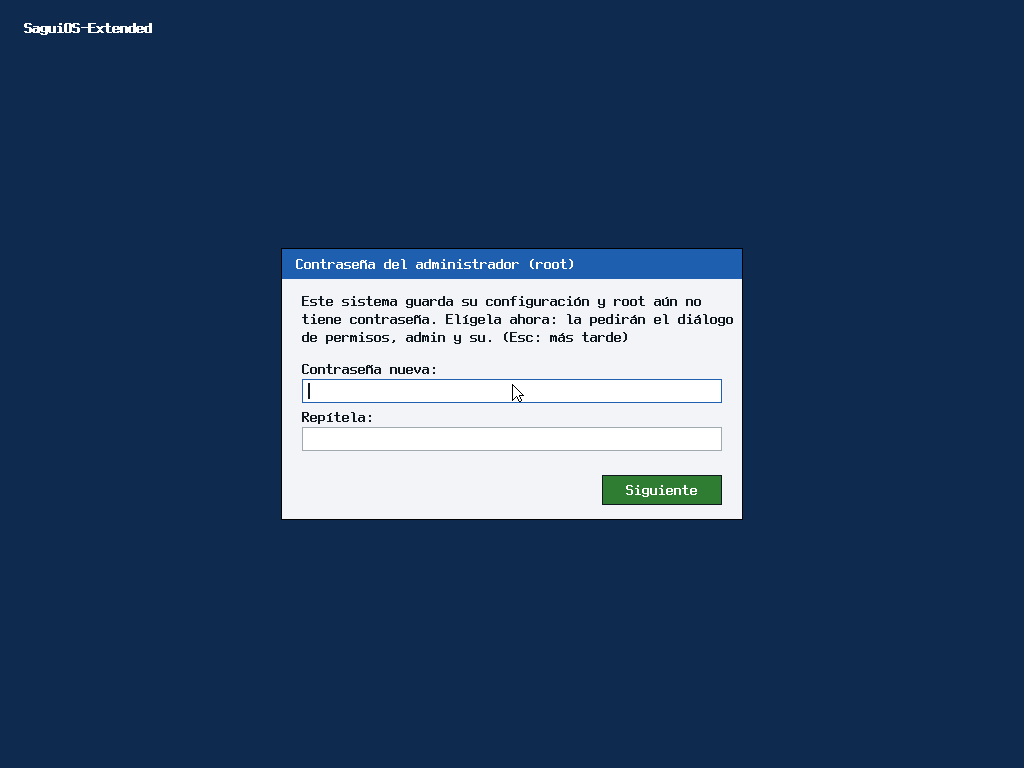 SaguiOS-Extended
Contraseña del administrador (root)
Este sistema guarda su configuración y root aún no
tiene contraseña. Elígela ahora: la pedirán el diálogo
de permisos, admin y su. (Esc: más tarde)
Contraseña nueva:
Repítela:
Siguiente